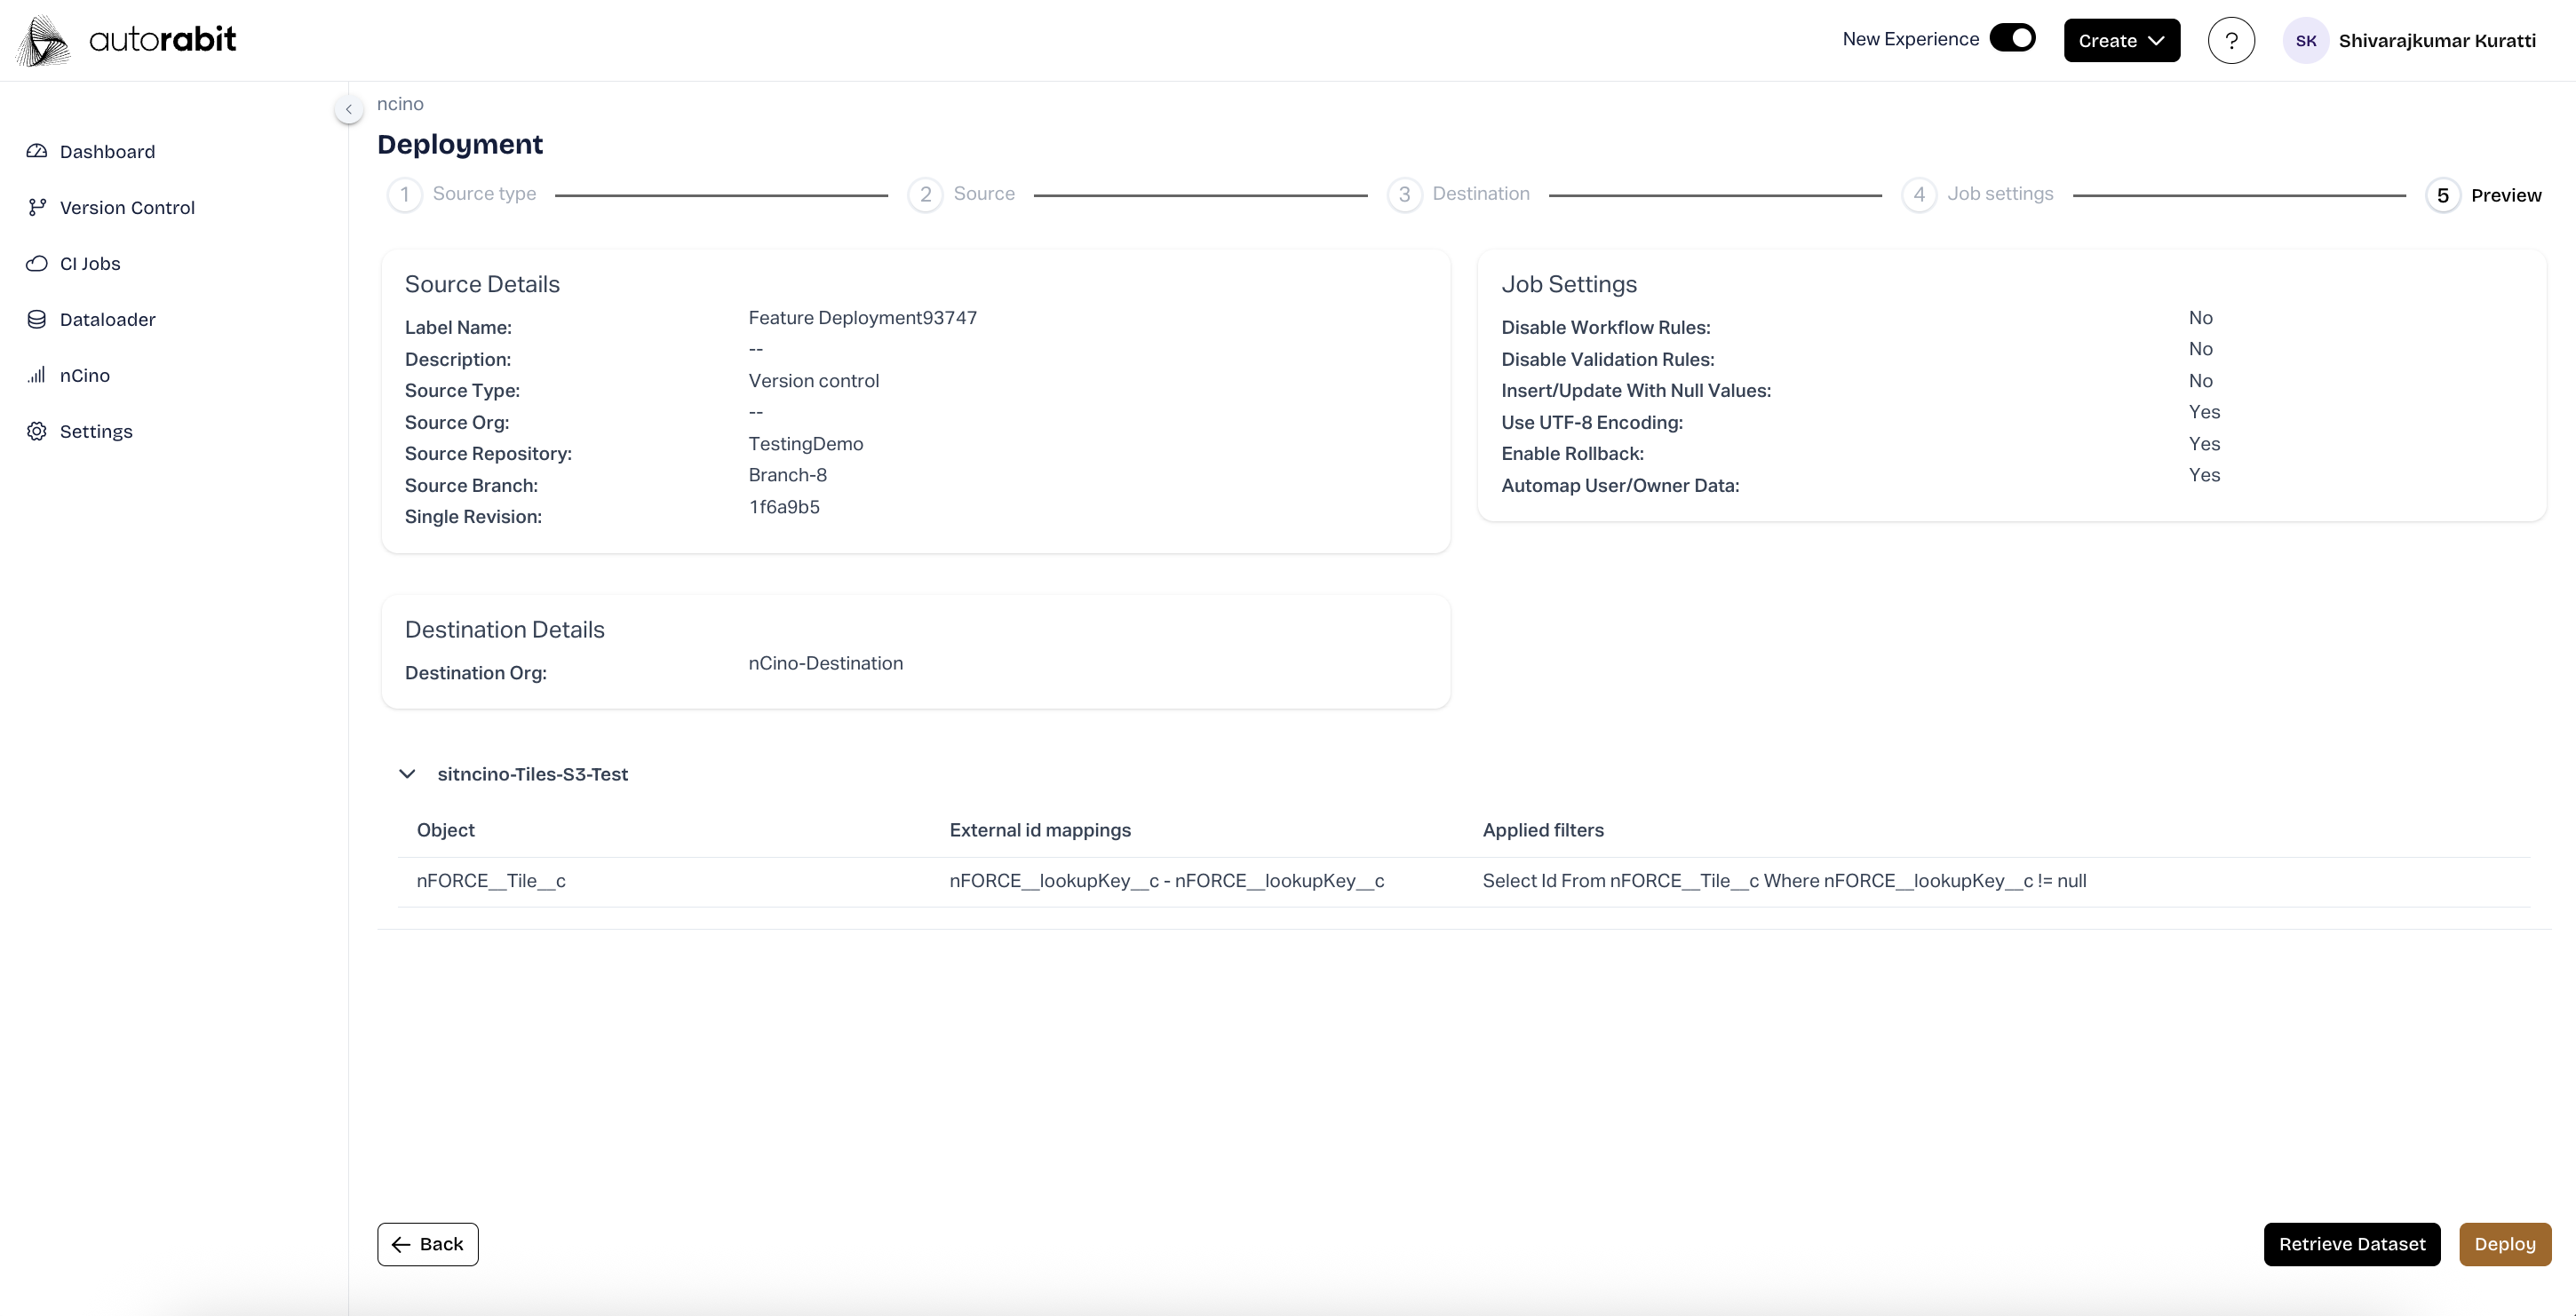 autorabit
New Experience
Create
?
SK
Shivarajkumar Kuratti
Dashboard
Version Control
CI Jobs
Dataloader
nCino
Settings
ncino
Deployment
1 Source type
2 Source
3 Destination
4 Job settings
5 Preview
Source Details
Label Name: Feature Deployment93747
Description: --
Source Type: Version control
Source Org: --
Source Repository: TestingDemo
Source Branch: Branch-8
Single Revision: 1f6a9b5
Job Settings
Disable Workflow Rules: No
Disable Validation Rules: No
Insert/Update With Null Values: No
Use UTF-8 Encoding: Yes
Enable Rollback: Yes
Automap User/Owner Data: Yes
Destination Details
Destination Org: nCino-Destination
sitncino-Tiles-S3-Test
Object External id mappings Applied filters
nFORCE__Tile__c nFORCE__lookupKey__c - nFORCE__lookupKey__c Select Id From nFORCE__Tile__c Where nFORCE__lookupKey__c != null
Back
Retrieve Dataset
Deploy